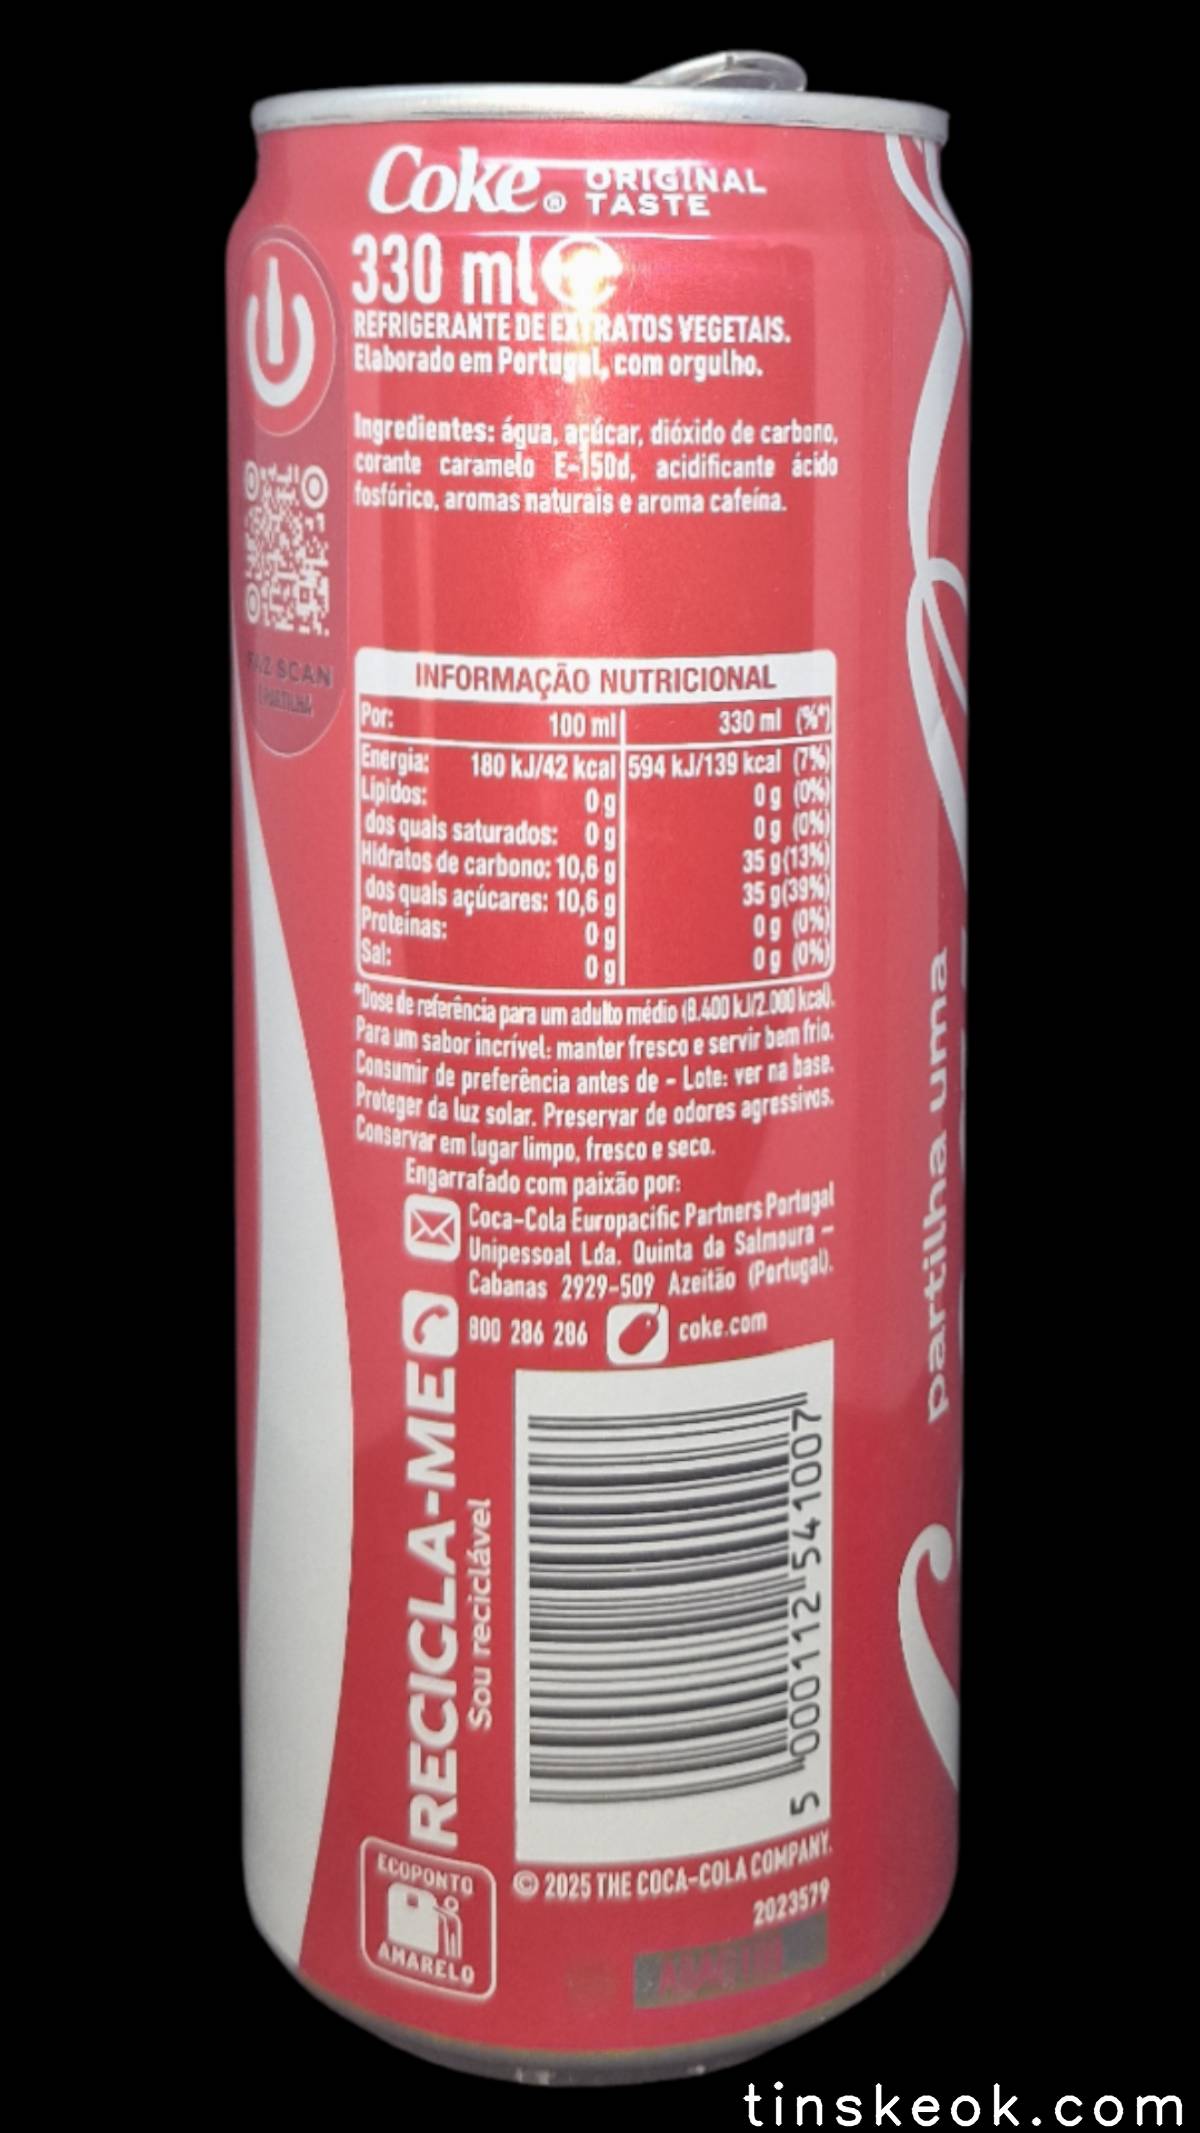 Coke® ORIGINAL
TASTE
330 ml e
REFRIGERANTE DE EXTRATOS VEGETAIS.
Elaborado em Portugal, com orgulho.
Ingredientes: água, açúcar, dióxido de carbono,
corante caramelo E-150d, acidificante ácido
fosfórico, aromas naturais e aroma cafeína.
FAZ SCAN
E PARTILHA
INFORMAÇÃO NUTRICIONAL
Por: 100 ml 330 ml (%*)
Energia: 180 kJ/42 kcal 594 kJ/139 kcal (7%)
Lípidos: 0 g 0 g (0%)
dos quais saturados: 0 g 0 g (0%)
Hidratos de carbono: 10,6 g 35 g (13%)
dos quais açúcares: 10,6 g 35 g (39%)
Proteínas: 0 g 0 g (0%)
Sal: 0 g 0 g (0%)
*Dose de referência para um adulto médio (8.400 kJ/2.000 kcal).
Para um sabor incrível: manter fresco e servir bem frio.
Consumir de preferência antes de - Lote: ver na base.
Proteger da luz solar. Preservar de odores agressivos.
Conservar em lugar limpo, fresco e seco.
Engarrafado com paixão por:
Coca-Cola Europacific Partners Portugal
Unipessoal Lda. Quinta da Salmoura -
Cabanas 2929-509 Azeitão (Portugal).
800 286 286 coke.com
RECICLA-ME
Sou reciclável
5 000112 541007
partilha uma
ECOPONTO
AMARELO
© 2025 THE COCA-COLA COMPANY.
2023579
tinskeok.com